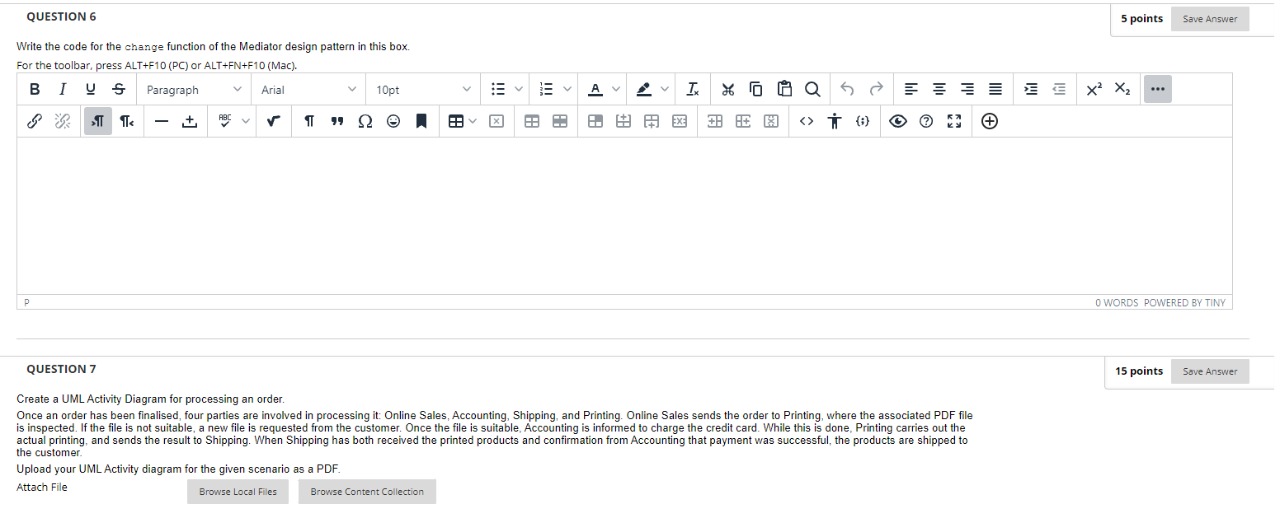 QUESTION 6
5 points
Save Answer
Write the code for the change function of the Mediator design pattern in this box.
For the toolbar, press ALT+F10 (PC) or ALT+FN+F10 (Mac).
B I U S Paragraph Arial 10pt A Tx X² X₂ ...
ABC ¶ Ω {;}
P
0 WORDS POWERED BY TINY
QUESTION 7
15 points
Save Answer
Create a UML Activity Diagram for processing an order.
Once an order has been finalised, four parties are involved in processing it: Online Sales, Accounting, Shipping, and Printing. Online Sales sends the order to Printing, where the associated PDF file
is inspected. If the file is not suitable, a new file is requested from the customer. Once the file is suitable, Accounting is informed to charge the credit card. While this is done, Printing carries out the
actual printing, and sends the result to Shipping. When Shipping has both received the printed products and confirmation from Accounting that payment was successful, the products are shipped to
the customer.
Upload your UML Activity diagram for the given scenario as a PDF.
Attach File
Browse Local Files
Browse Content Collection